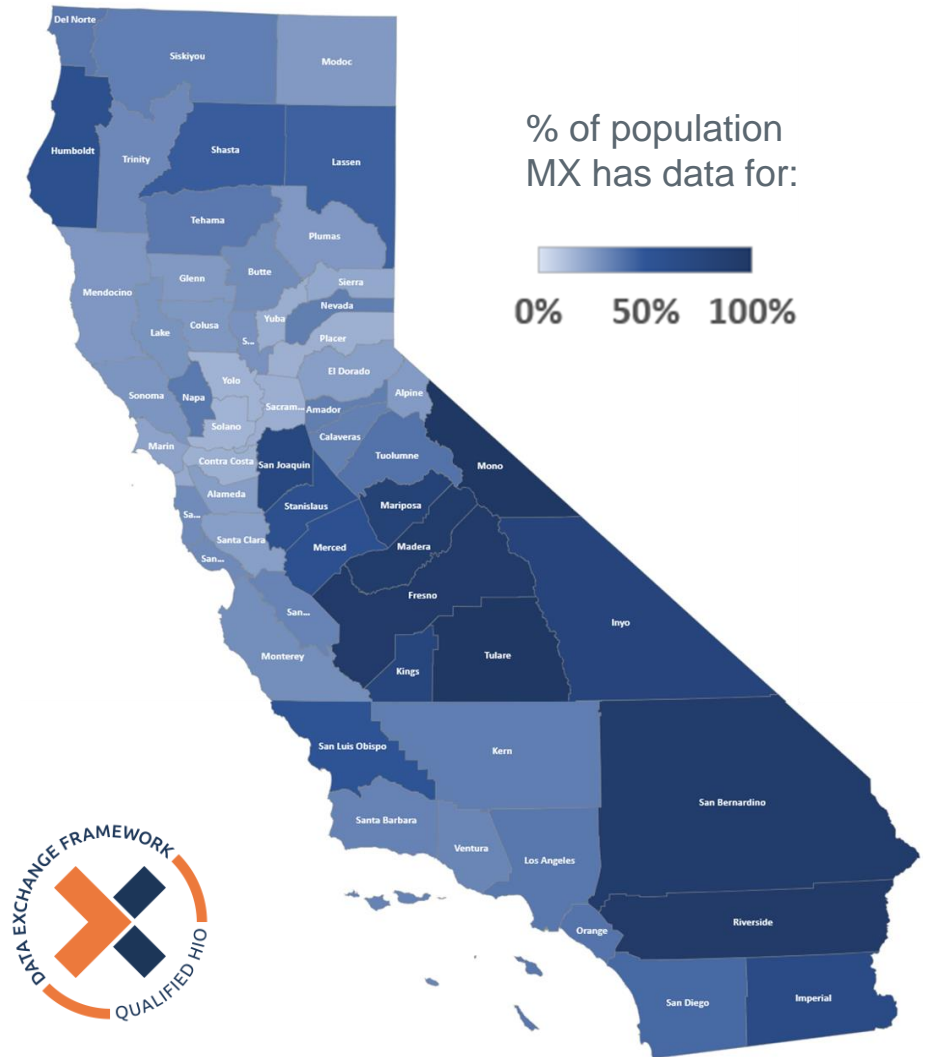 Del Norte
Siskiyou
Modoc
% of population
MX has data for:
0% 50% 100%
Humboldt
Trinity
Shasta
Lassen
Tehama
Plumas
Mendocino
Glenn
Butte
Sierra
Lake
Colusa
S...
Yuba
Nevada
Placer
Sonoma
Napa
Yolo
El Dorado
Sacram...
Amador
Alpine
Solano
Marin
Contra Costa
San Joaquin
Calaveras
Tuolumne
Mono
Alameda
Stanislaus
Mariposa
Sa...
Santa Clara
Merced
Madera
San...
San...
Fresno
Inyo
Monterey
Kings
Tulare
San Luis Obispo
Kern
San Bernardino
Santa Barbara
Ventura
Los Angeles
Orange
Riverside
San Diego
Imperial
DATA EXCHANGE FRAMEWORK
QUALIFIED HIO